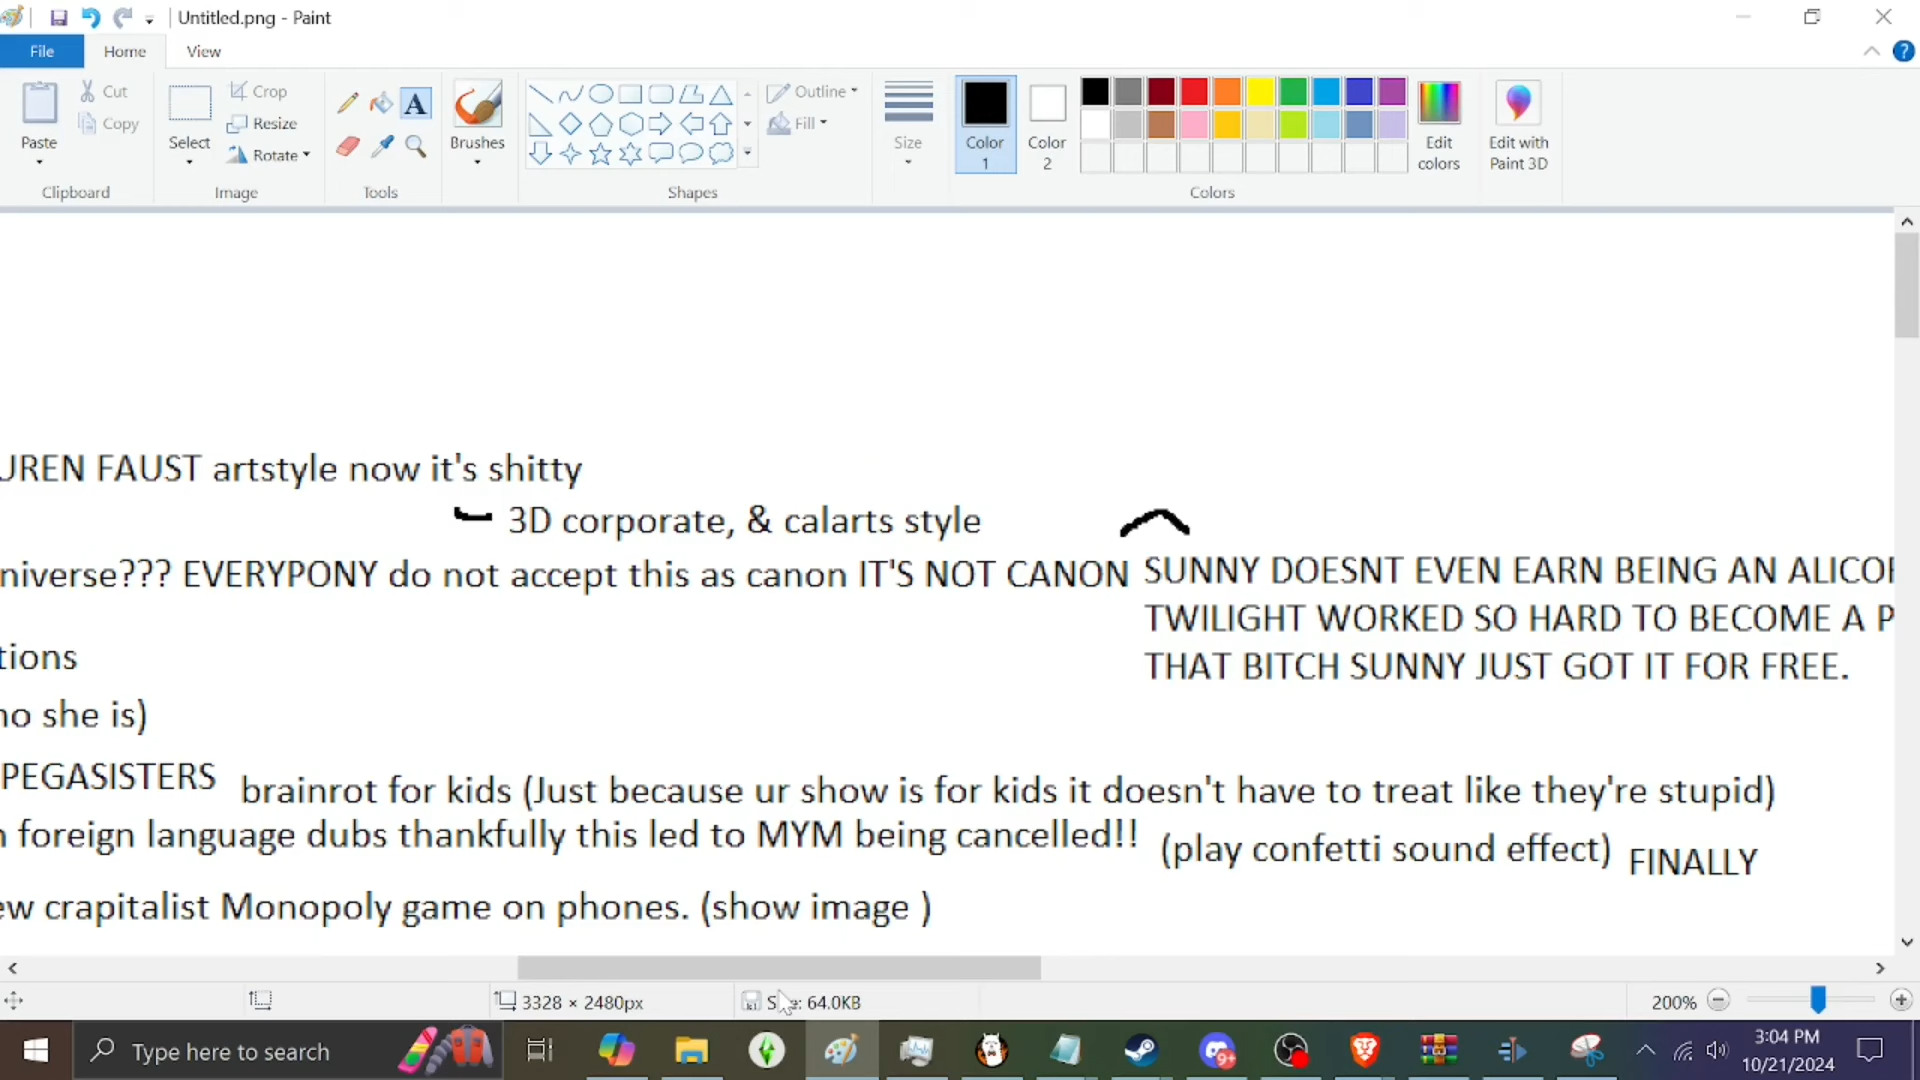 Untitled.png - Paint
File Home View
Paste
Cut
Copy
Clipboard
Select
Crop
Resize
Rotate
Image
A
Tools
Brushes
Shapes
Outline
Fill
Size
Color 1
Color 2
Colors
Edit colors
Edit with Paint 3D
?
UREN FAUST artstyle now it's shitty
3D corporate, & calarts style
niverse??? EVERYPONY do not accept this as canon IT'S NOT CANON
SUNNY DOESNT EVEN EARN BEING AN ALICO
TWILIGHT WORKED SO HARD TO BECOME A P
THAT BITCH SUNNY JUST GOT IT FOR FREE.
tions
no she is)
PEGASISTERS
brainrot for kids (Just because ur show is for kids it doesn't have to treat like they're stupid)
n foreign language dubs thankfully this led to MYM being cancelled!!
(play confetti sound effect)
FINALLY
ew crapitalist Monopoly game on phones. (show image )
3328 × 2480px
Size: 64.0KB
200%
Type here to search
9+
3:04 PM
10/21/2024